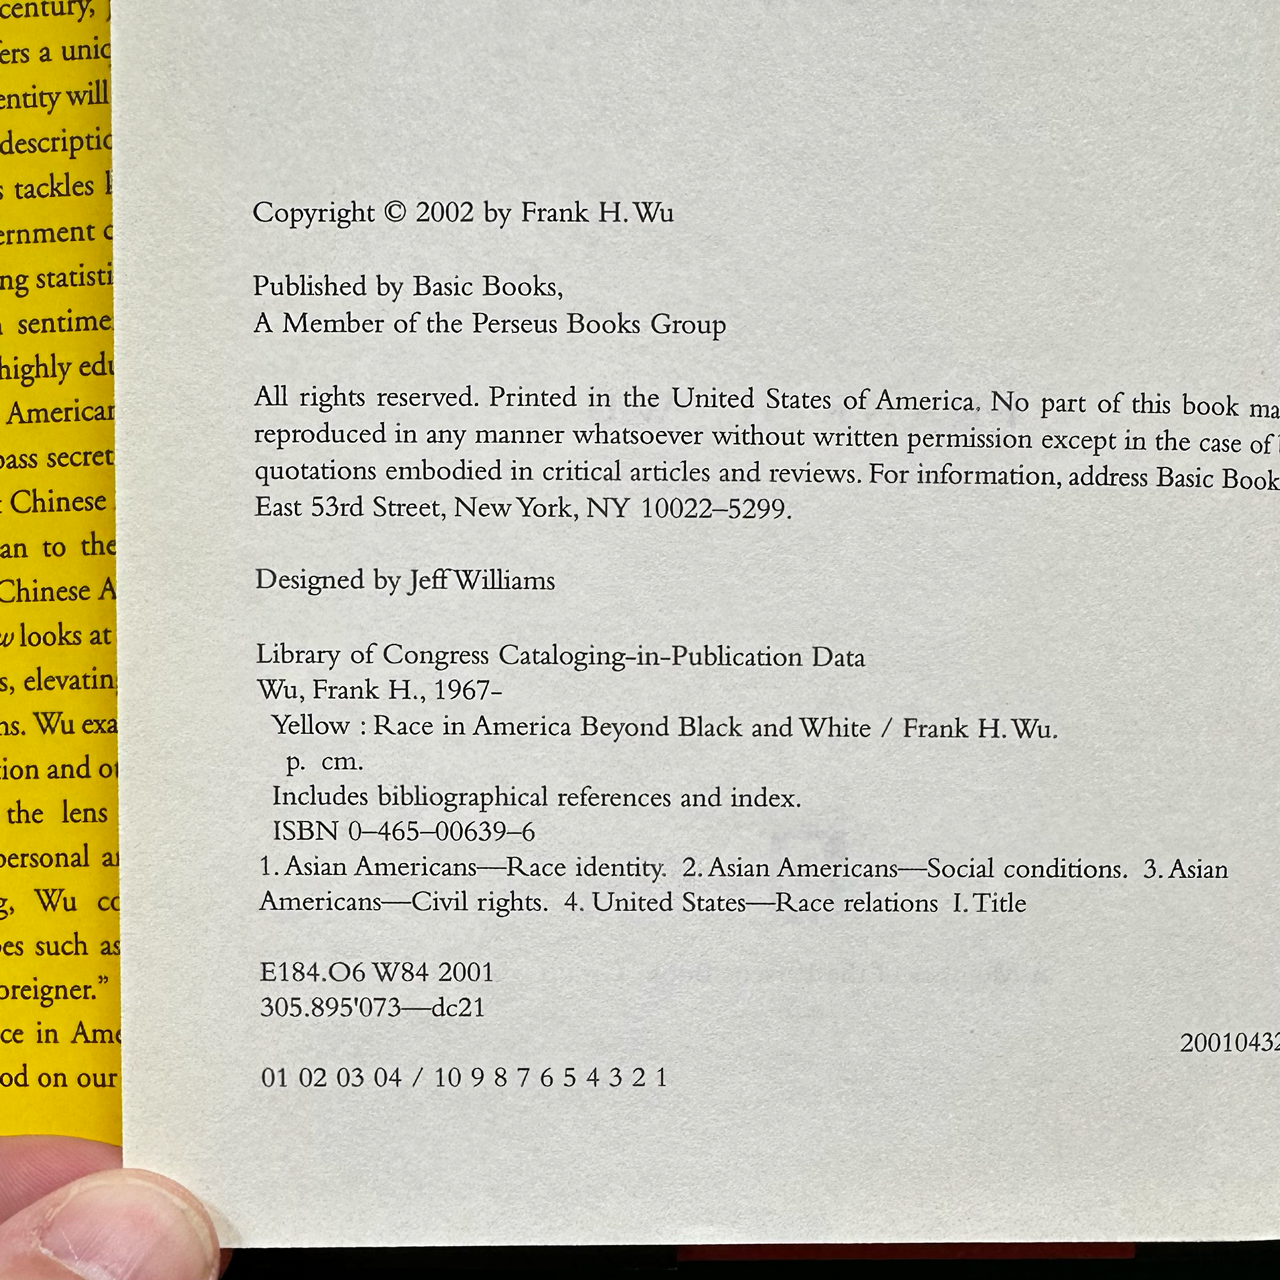 century,
ers a
entity will
s tackles
ernment
ng
sentime
highly
bass secret
Chinese
an to the
Chinese A
looks at
s,
ns. Wu
ion and
the lens
personal
g, Wu
es such as
oreigner.”
ce in
od on our
Copyright © 2002 by Frank H. Wu
Published by Basic Books,
A Member of the Perseus Books Group
All rights reserved. Printed in the United States of America. No part of this book ma
reproduced in any manner whatsoever without written permission except in the case of
quotations embodied in critical articles and reviews. For information, address Basic Book
East 53rd Street, New York, NY 10022–5299.
Designed by Jeff Williams
Library of Congress Cataloging-in-Publication Data
Wu, Frank H., 1967–
Yellow : Race in America Beyond Black and White / Frank H. Wu.
p. cm.
Includes bibliographical references and index.
ISBN 0–465–00639–6
1. Asian Americans—Race identity. 2. Asian Americans—Social conditions. 3. Asian
Americans—Civil rights. 4. United States—Race relations I. Title
E184.O6 W84 2001
305.895'073—dc21
20010432
01 02 03 04 / 10 9 8 7 6 5 4 3 2 1